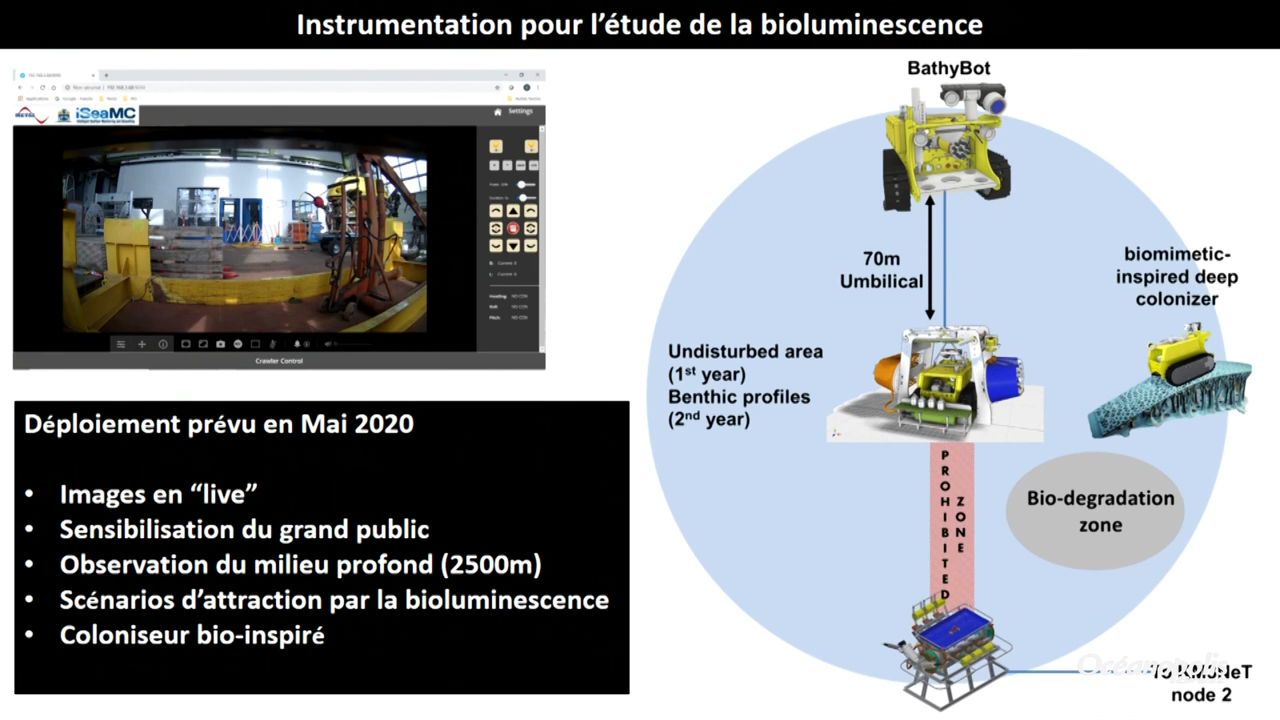 Instrumentation pour l'étude de la bioluminescence
iSeaMC
Settings
Crawler Control
Déploiement prévu en Mai 2020
• Images en “live”
• Sensibilisation du grand public
• Observation du milieu profond (2500m)
• Scénarios d'attraction par la bioluminescence
• Coloniseur bio-inspiré
BathyBot
70m
Umbilical
biomimetic-
inspired deep
colonizer
Undisturbed area
(1st year)
Benthic profiles
(2nd year)
PROHIBITED
ZONE
Bio-degradation
zone
Océanopolis
To KM3NeT
node 2